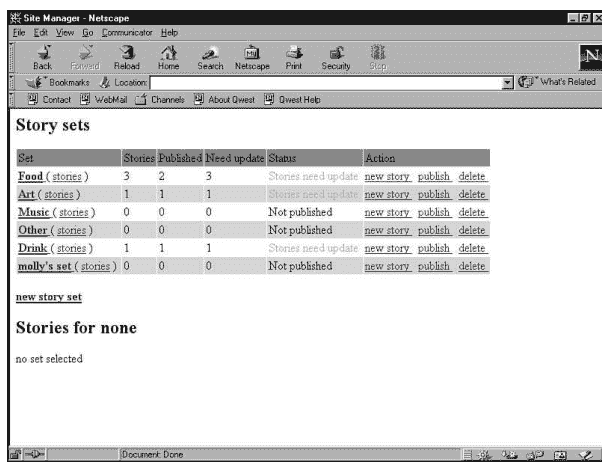 Site Manager - Netscape
File Edit View Go Communicator Help
Back Forward Reload Home Search Netscape Print Security Stop
Bookmarks Location: What's Related
Contact WebMail Channels About Qwest Qwest Help
Story sets
Set Stories Published Need update Status Action
Food ( stories ) 3 2 3 Stories need update new story publish delete
Art ( stories ) 1 1 1 Stories need update new story publish delete
Music ( stories ) 0 0 0 Not published new story publish delete
Other ( stories ) 0 0 0 Not published new story publish delete
Drink ( stories ) 1 1 1 Stories need update new story publish delete
molly's set ( stories ) 0 0 0 Not published new story publish delete
new story set
Stories for none
no set selected
Document: Done